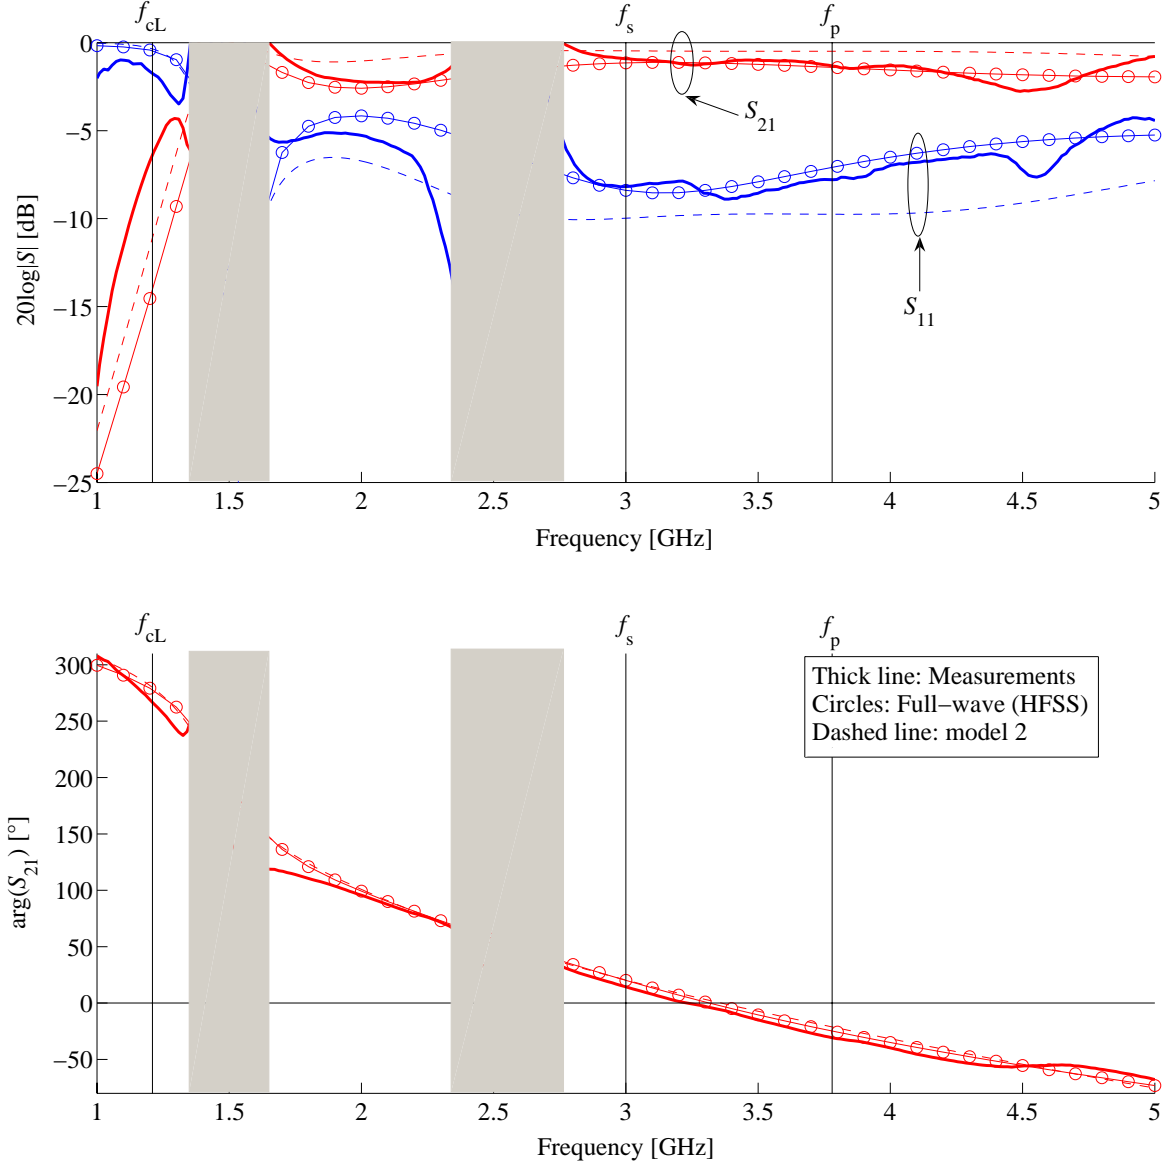 f_cL f_s f_p
0
−5
−10
−15
−20
−25
20log|S| [dB]
S_21
S_11
1 1.5 2 2.5 3 3.5 4 4.5 5
Frequency [GHz]
f_cL f_s f_p
300
250
200
150
100
50
0
−50
arg(S_21) [°]
Thick line: Measurements
Circles: Full−wave (HFSS)
Dashed line: model 2
1 1.5 2 2.5 3 3.5 4 4.5 5
Frequency [GHz]